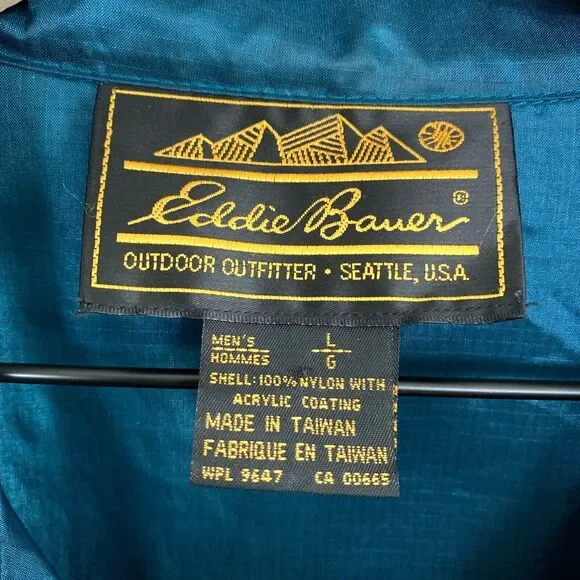 Eddie Bauer ®
OUTDOOR OUTFITTER • SEATTLE, U.S.A.
MEN'S L
HOMMES G
SHELL: 100% NYLON WITH
ACRYLIC COATING
MADE IN TAIWAN
FABRIQUE EN TAIWAN
WPL 9647 CA 00665